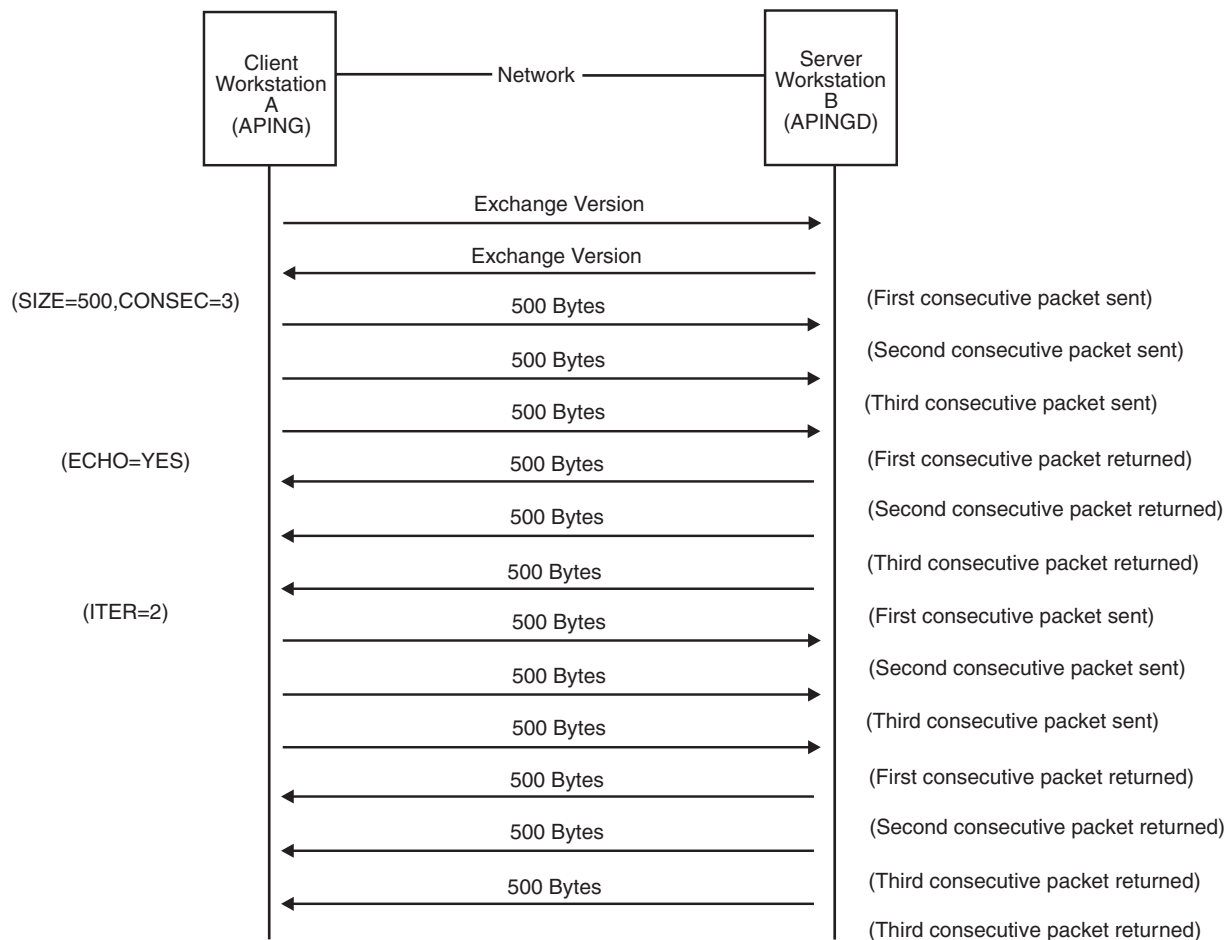 Client
Workstation
A
(APING)
Network
Server
Workstation
B
(APINGD)
Exchange Version
Exchange Version
(SIZE=500,CONSEC=3)
500 Bytes
(First consecutive packet sent)
500 Bytes
(Second consecutive packet sent)
500 Bytes
(Third consecutive packet sent)
(ECHO=YES)
500 Bytes
(First consecutive packet returned)
500 Bytes
(Second consecutive packet returned)
500 Bytes
(Third consecutive packet returned)
(ITER=2)
500 Bytes
(First consecutive packet sent)
500 Bytes
(Second consecutive packet sent)
500 Bytes
(Third consecutive packet sent)
500 Bytes
(First consecutive packet returned)
500 Bytes
(Second consecutive packet returned)
500 Bytes
(Third consecutive packet returned)
(Third consecutive packet returned)